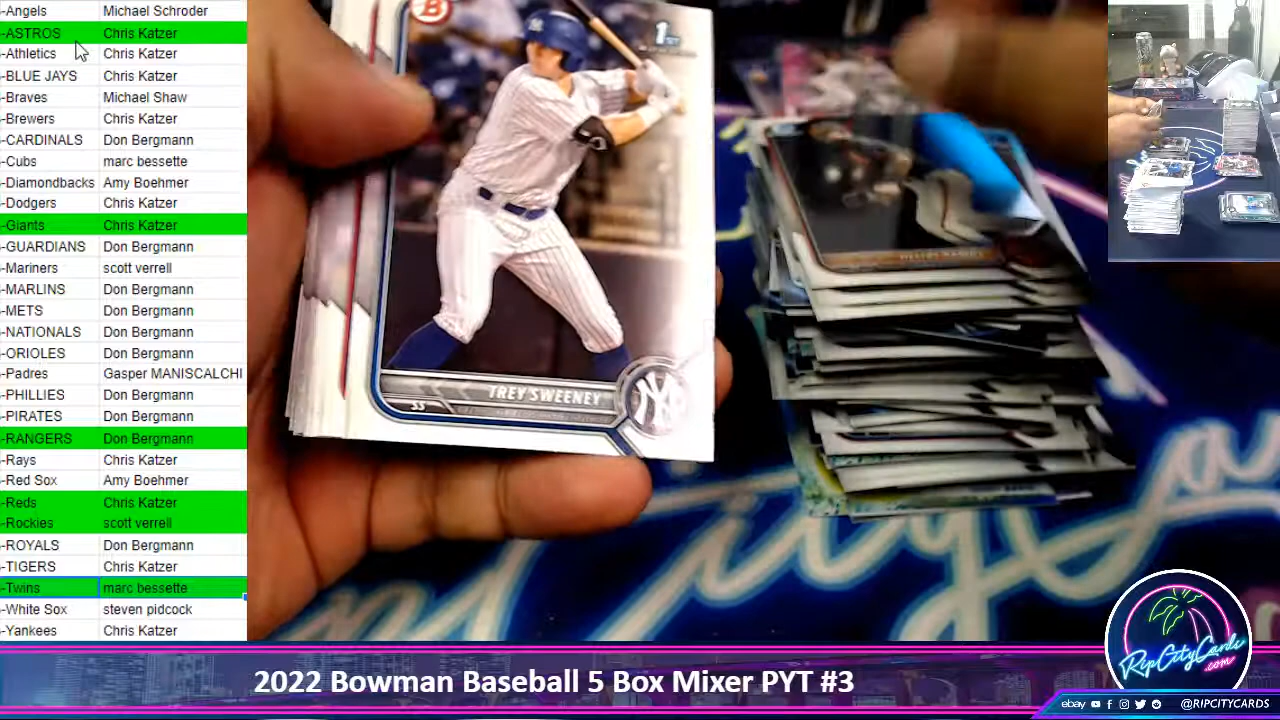 -Angels Michael Schroder
-ASTROS Chris Katzer
-Athletics Chris Katzer
-BLUE JAYS Chris Katzer
-Braves Michael Shaw
-Brewers Chris Katzer
-CARDINALS Don Bergmann
-Cubs marc bessette
-Diamondbacks Amy Boehmer
-Dodgers Chris Katzer
-Giants Chris Katzer
-GUARDIANS Don Bergmann
-Mariners scott verrell
-MARLINS Don Bergmann
-METS Don Bergmann
-NATIONALS Don Bergmann
-ORIOLES Don Bergmann
-Padres Gasper MANISCALCHI
-PHILLIES Don Bergmann
-PIRATES Don Bergmann
-RANGERS Don Bergmann
-Rays Chris Katzer
-Red Sox Amy Boehmer
-Reds Chris Katzer
-Rockies scott verrell
-ROYALS Don Bergmann
-TIGERS Chris Katzer
-Twins marc bessette
-White Sox steven pidcock
-Yankees Chris Katzer
B
1ST
TREY SWEENEY
SS
NY
2022 Bowman Baseball 5 Box Mixer PYT #3
RipCityCards
.com
ebay @RIPCITYCARDS